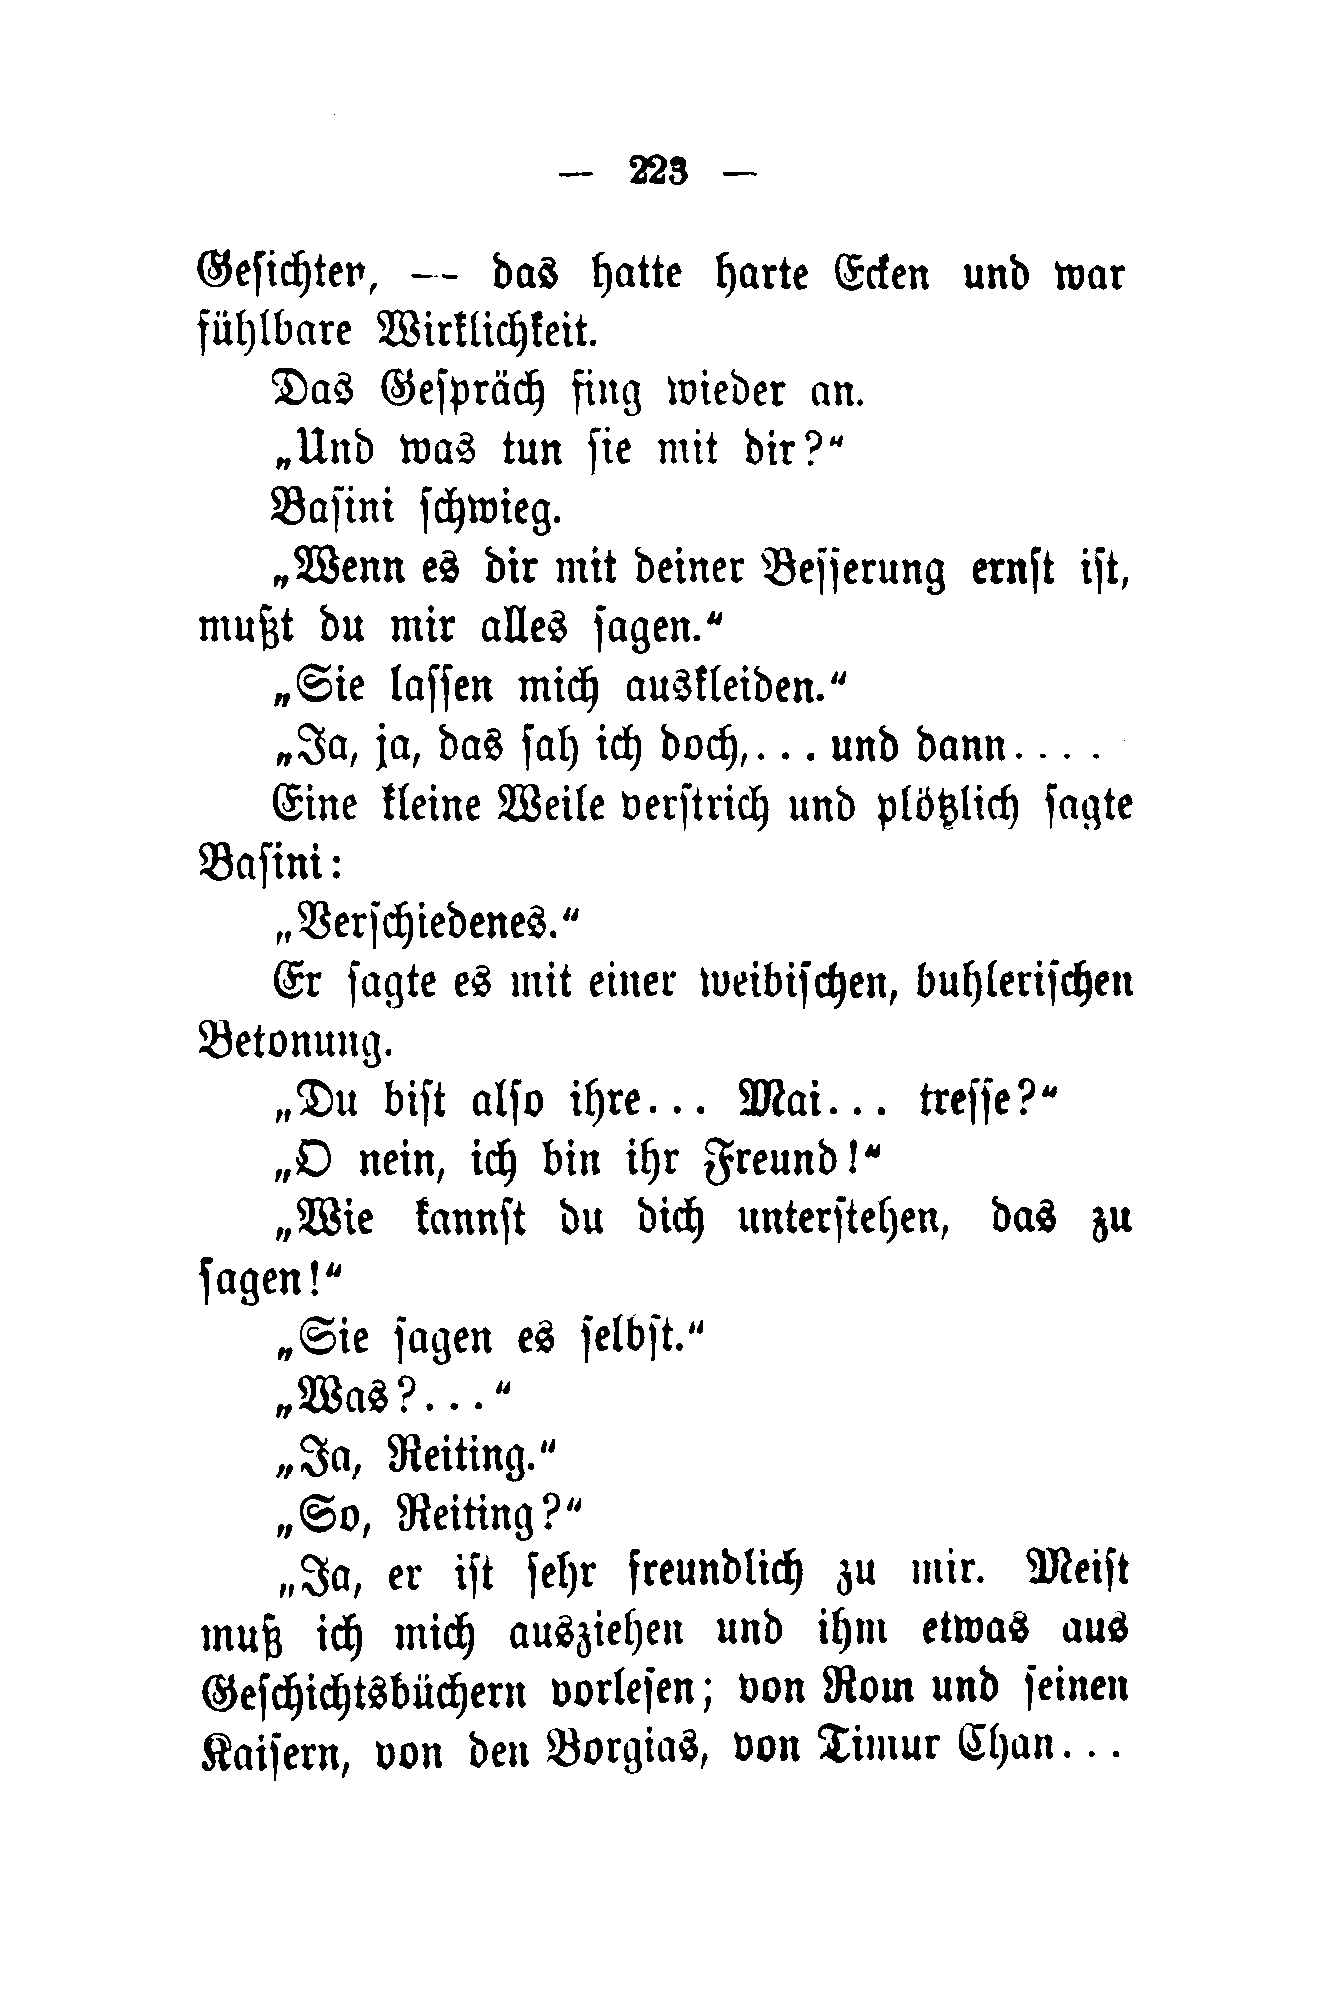 — 223 —
Gesichter, — das hatte harte Ecken und war
fühlbare Wirklichkeit.
Das Gespräch fing wieder an.
„Und was tun sie mit dir?“
Basini schwieg.
„Wenn es dir mit deiner Besserung ernst ist,
mußt du mir alles sagen.“
„Sie lassen mich auskleiden.“
„Ja, ja, das sah ich doch,... und dann....
Eine kleine Weile verstrich und plötzlich sagte
Basini:
„Verschiedenes.“
Er sagte es mit einer weibischen, buhlerischen
Betonung.
„Du bist also ihre... Mai... tresse?“
„O nein, ich bin ihr Freund!“
„Wie kannst du dich unterstehen, das zu
sagen!“
„Sie sagen es selbst.“
„Was?...“
„Ja, Reiting.“
„So, Reiting?“
„Ja, er ist sehr freundlich zu mir. Meist
muß ich mich ausziehen und ihm etwas aus
Geschichtsbüchern vorlesen; von Rom und seinen
Kaisern, von den Borgias, von Timur Chan...